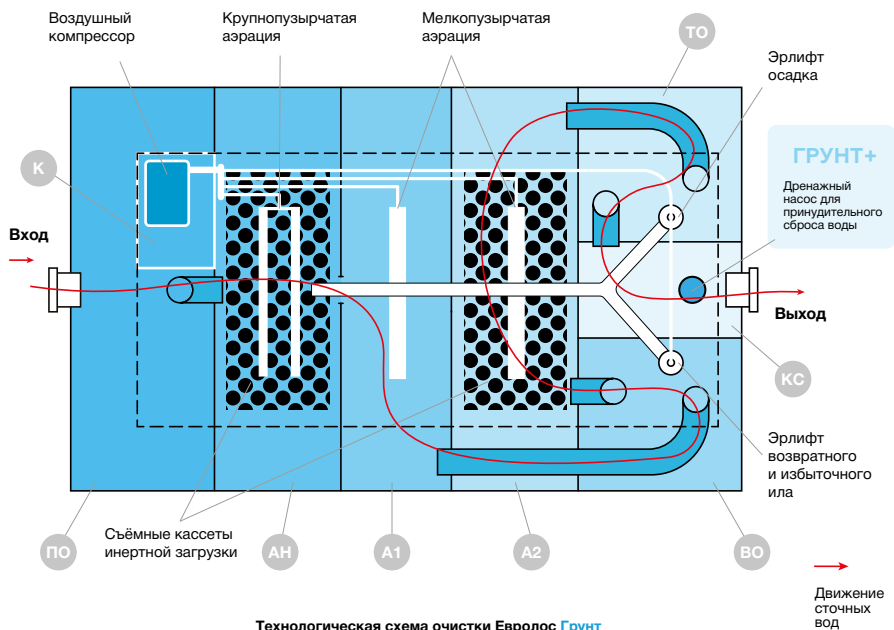 Воздушный
компрессор
Крупнопузырчатая
аэрация
Мелкопузырчатая
аэрация
ТО
Эрлифт
осадка
К
ГРУНТ+
Дренажный
насос для
принудительного
сброса воды
Вход
Выход
КС
Эрлифт
возвратного
и избыточного
ила
Съёмные кассеты
инертной загрузки
ПО
АН
А1
А2
ВО
Движение
сточных
вод
Технологическая схема очистки Евролос Грунт